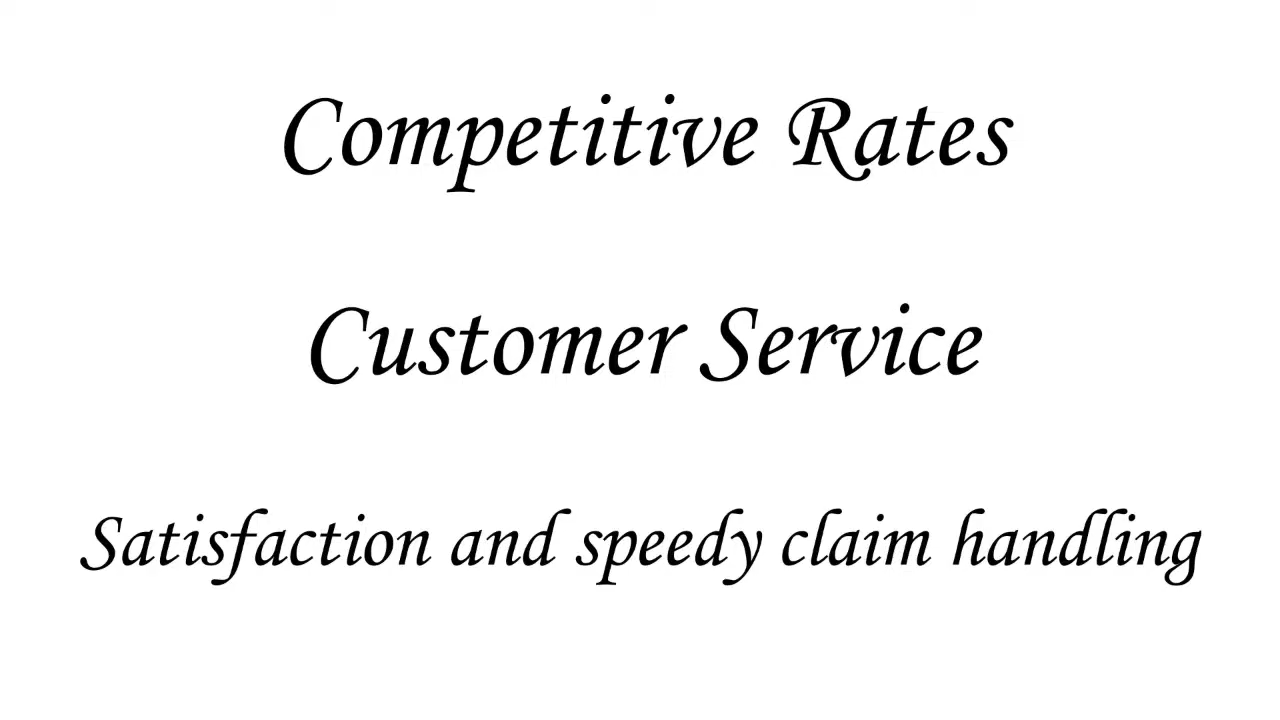 Competitive Rates
Customer Service
Satisfaction and speedy claim handling